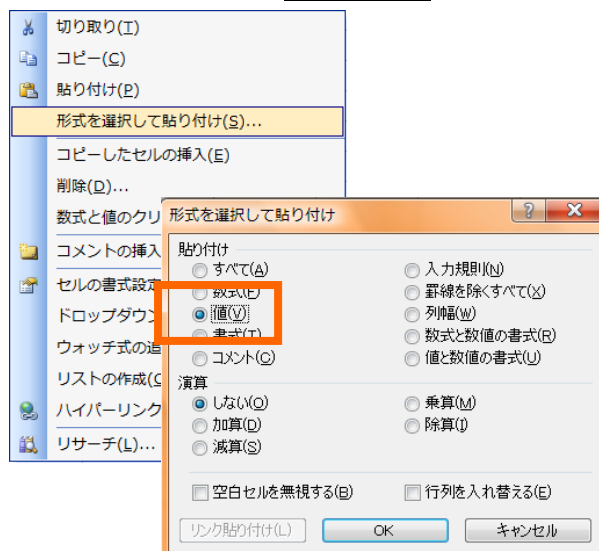 切り取り(T)
コピー(C)
貼り付け(P)
形式を選択して貼り付け(S)...
コピーしたセルの挿入(E)
削除(D)...
数式と値のクリ
コメントの挿入
セルの書式設定
ドロップダウン
ウォッチ式の追
リストの作成(C
ハイパーリンク
リサーチ(L)...
形式を選択して貼り付け
貼り付け
すべて(A)
入力規則(N)
数式(F)
罫線を除くすべて(X)
値(V)
列幅(W)
書式(T)
数式と数値の書式(R)
コメント(C)
値と数値の書式(U)
演算
しない(O)
乗算(M)
加算(D)
除算(I)
減算(S)
空白セルを無視する(B)
行列を入れ替える(E)
リンク貼り付け(L)
OK
キャンセル